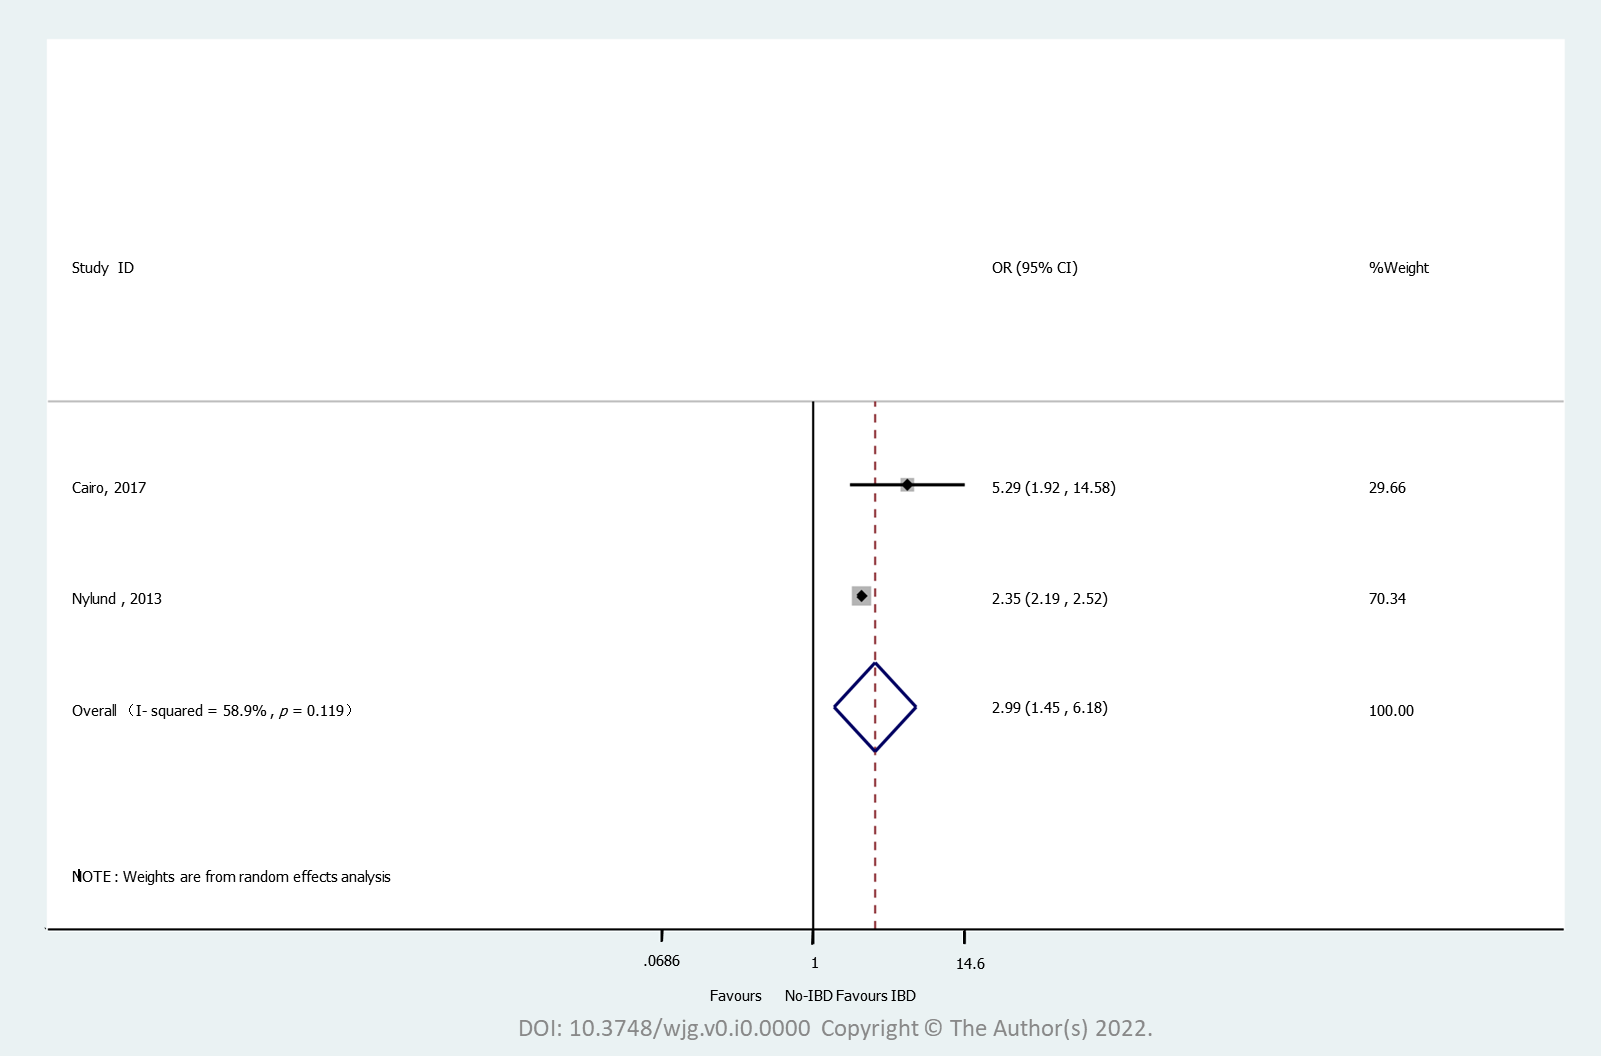 Study ID OR (95% CI) %Weight
Cairo, 2017 5.29 (1.92 , 14.58) 29.66
Nylund , 2013 2.35 (2.19 , 2.52) 70.34
Overall （I- squared = 58.9% , p = 0.119） 2.99 (1.45 , 6.18) 100.00
NOTE : Weights are from random effects analysis
.0686 1 14.6
Favours No-IBD Favours IBD
DOI: 10.3748/wjg.v0.i0.0000 Copyright © The Author(s) 2022.